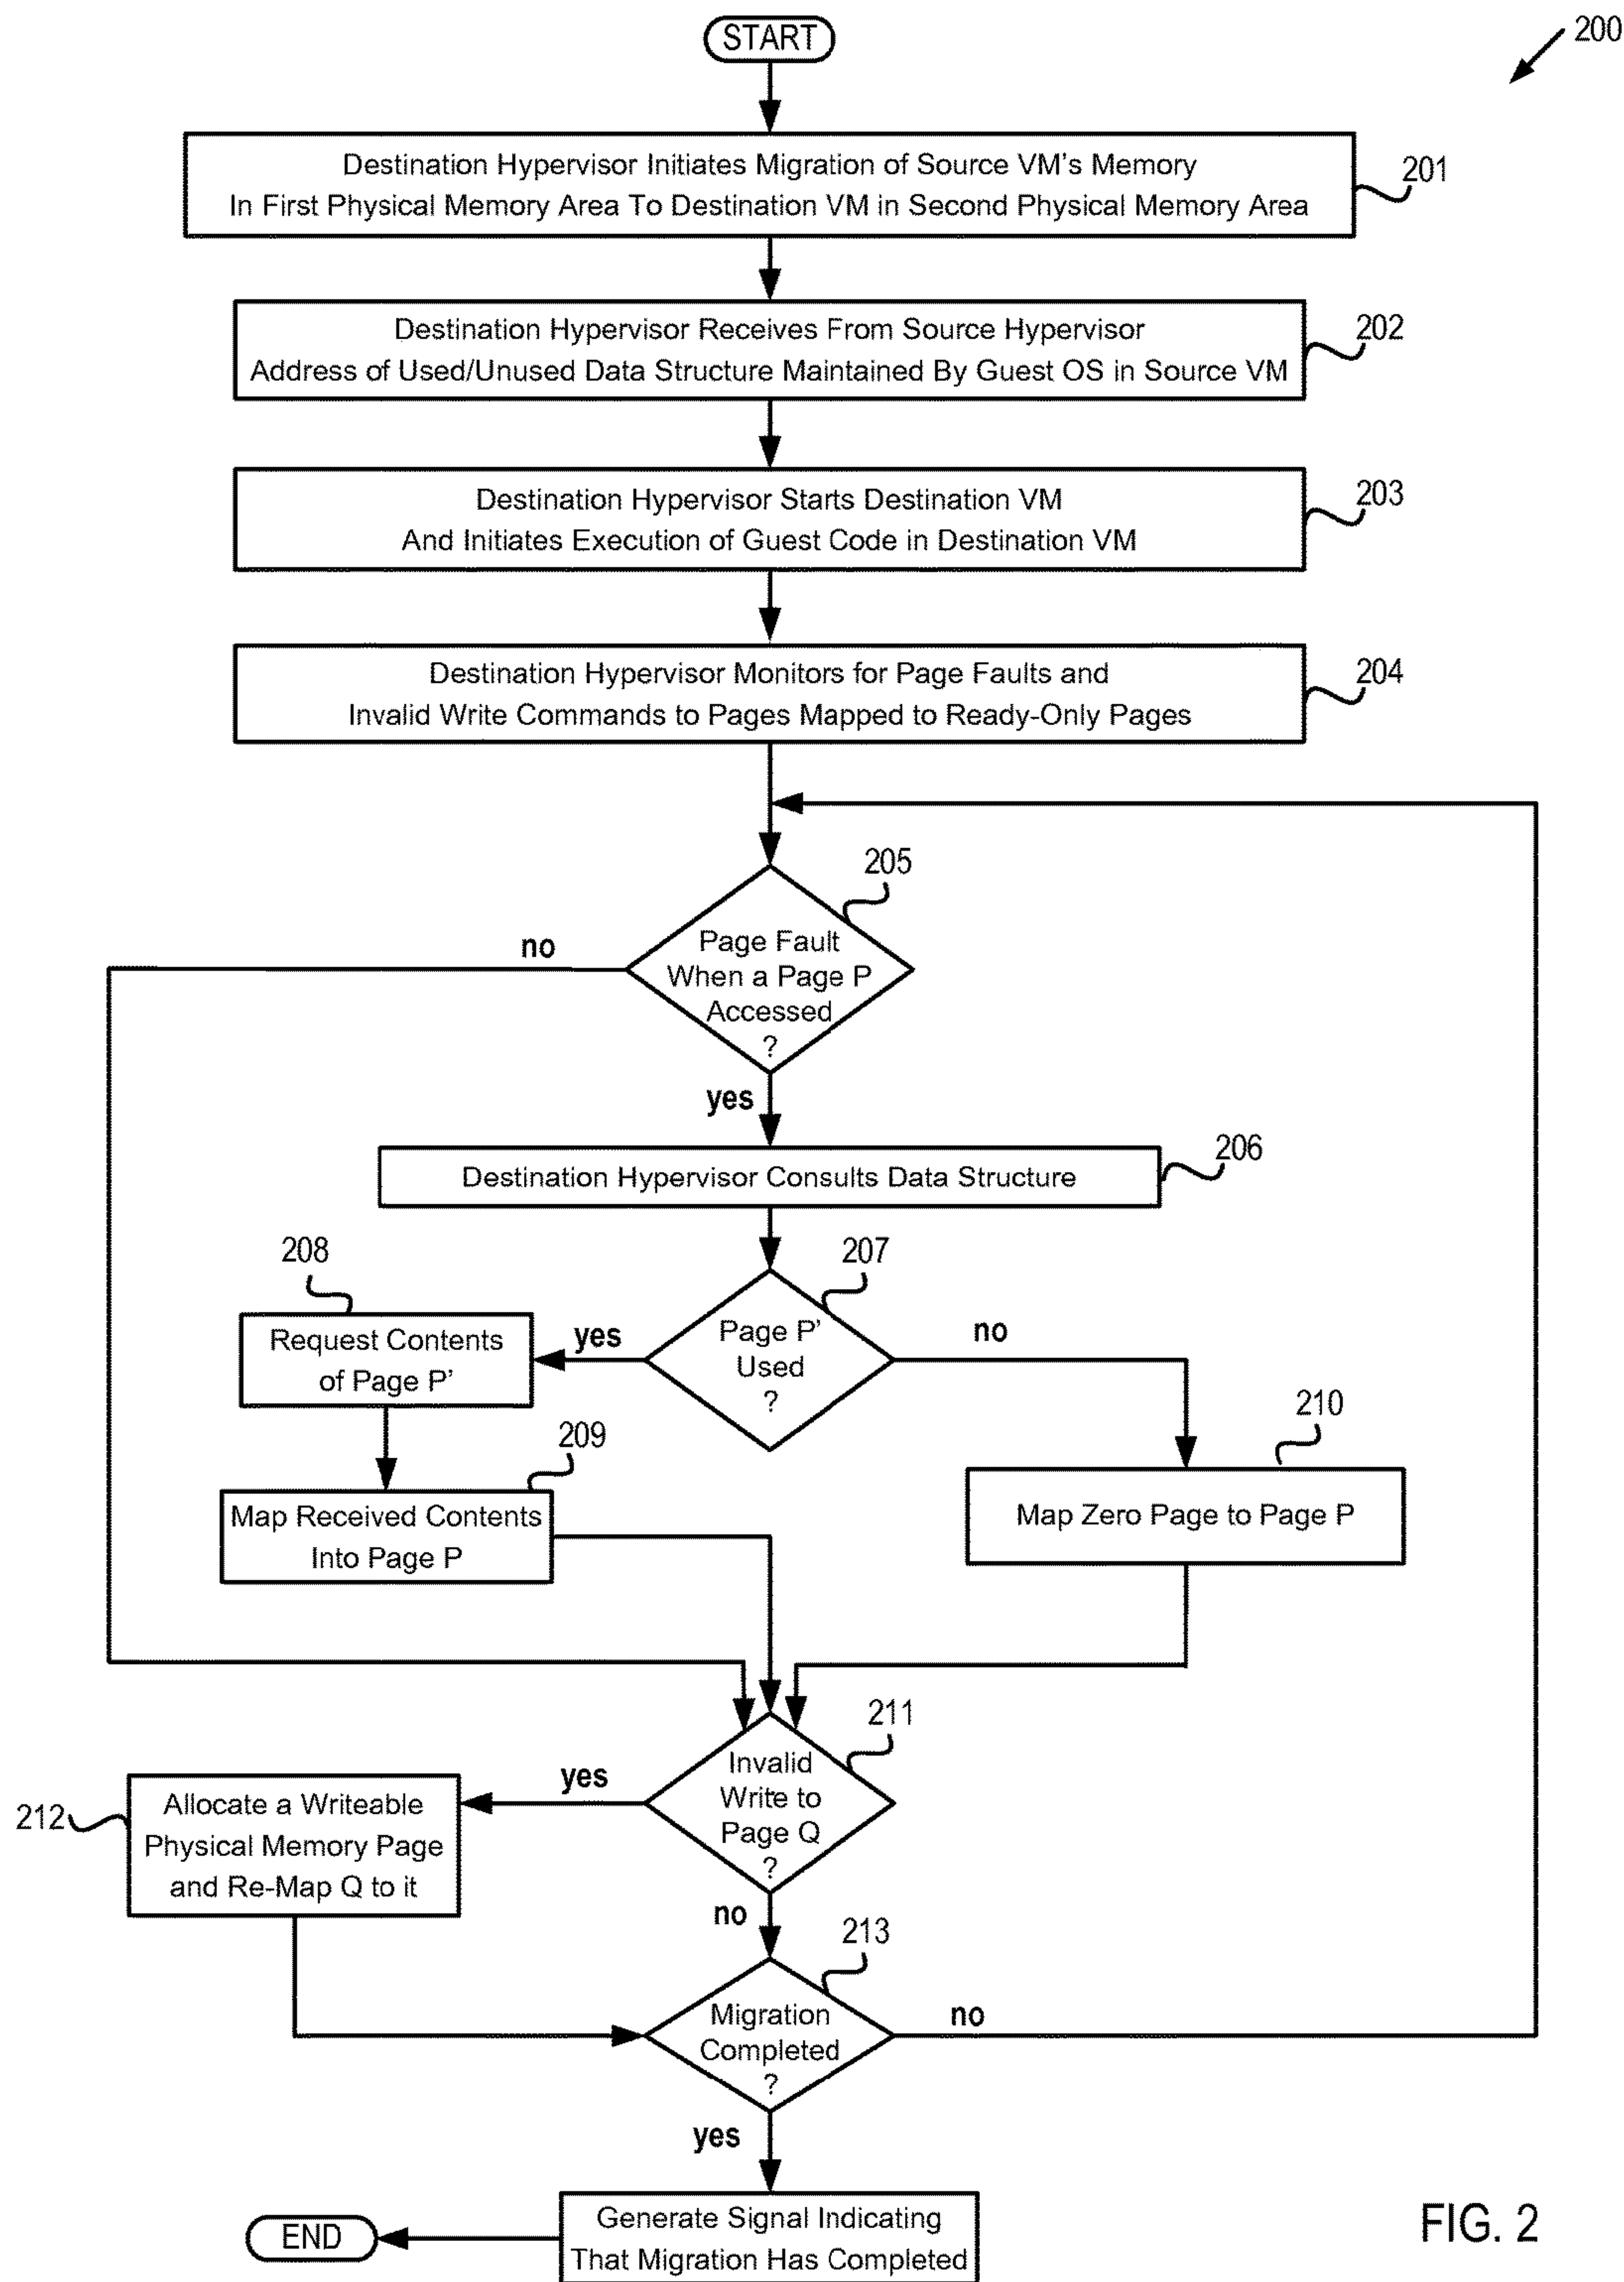 START
200
Destination Hypervisor Initiates Migration of Source VM's Memory
In First Physical Memory Area To Destination VM in Second Physical Memory Area
201
Destination Hypervisor Receives From Source Hypervisor
Address of Used/Unused Data Structure Maintained By Guest OS in Source VM
202
Destination Hypervisor Starts Destination VM
And Initiates Execution of Guest Code in Destination VM
203
Destination Hypervisor Monitors for Page Faults and
Invalid Write Commands to Pages Mapped to Ready-Only Pages
204
205
Page Fault
When a Page P
Accessed
?
no
yes
Destination Hypervisor Consults Data Structure
206
207
Page P'
Used
?
yes
no
208
Request Contents
of Page P'
209
Map Received Contents
Into Page P
210
Map Zero Page to Page P
211
Invalid
Write to
Page Q
?
yes
no
212
Allocate a Writeable
Physical Memory Page
and Re-Map Q to it
213
Migration
Completed
?
no
yes
Generate Signal Indicating
That Migration Has Completed
END
FIG. 2